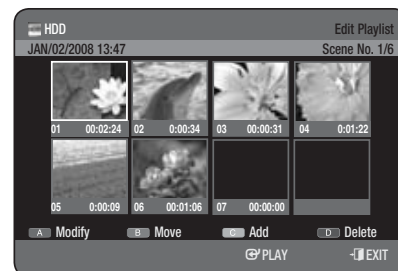 HDD Edit Playlist
JAN/02/2008 13:47 Scene No. 1/6
01 00:02:24 02 0:00:34 03 00:00:31 04 0:01:22
05 0:00:09 06 00:01:06 07 00:00:00
A Modify B Move C Add D Delete
PLAY EXIT